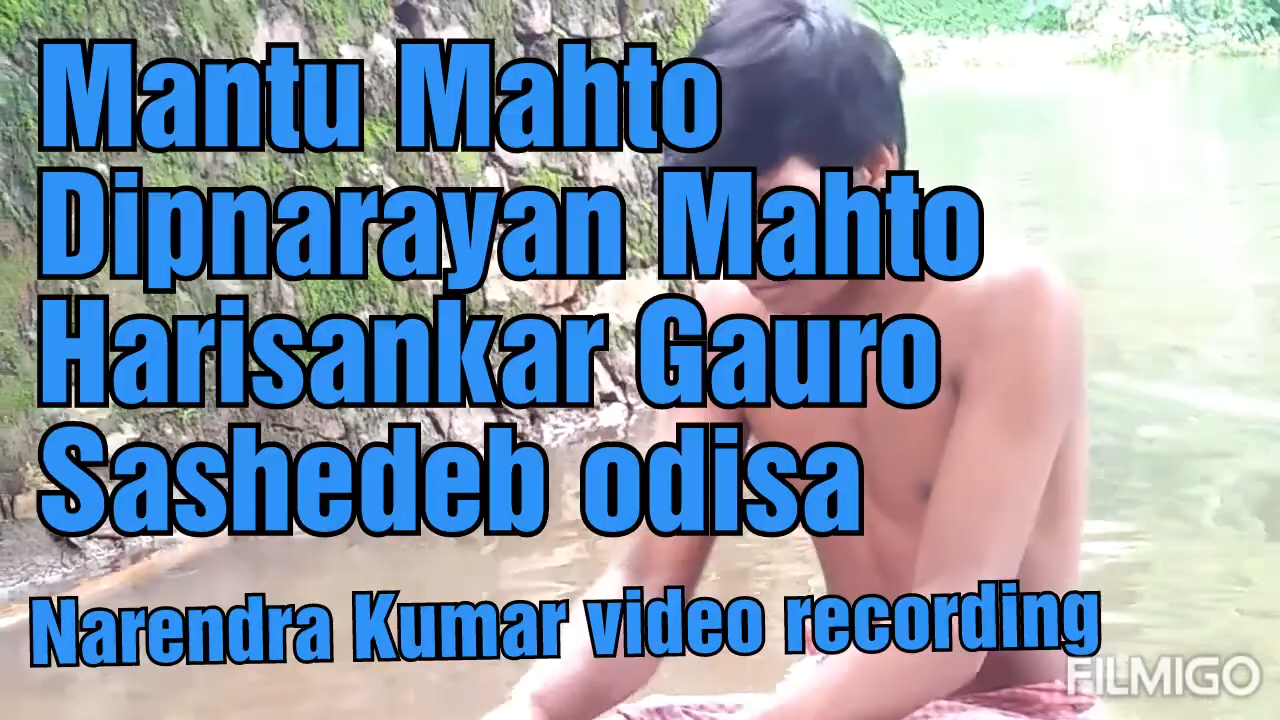 Mantu Mahto
Dipnarayan Mahto
Harisankar Gauro
Sashedeb odisa
Narendra Kumar video recording
FILMIGO